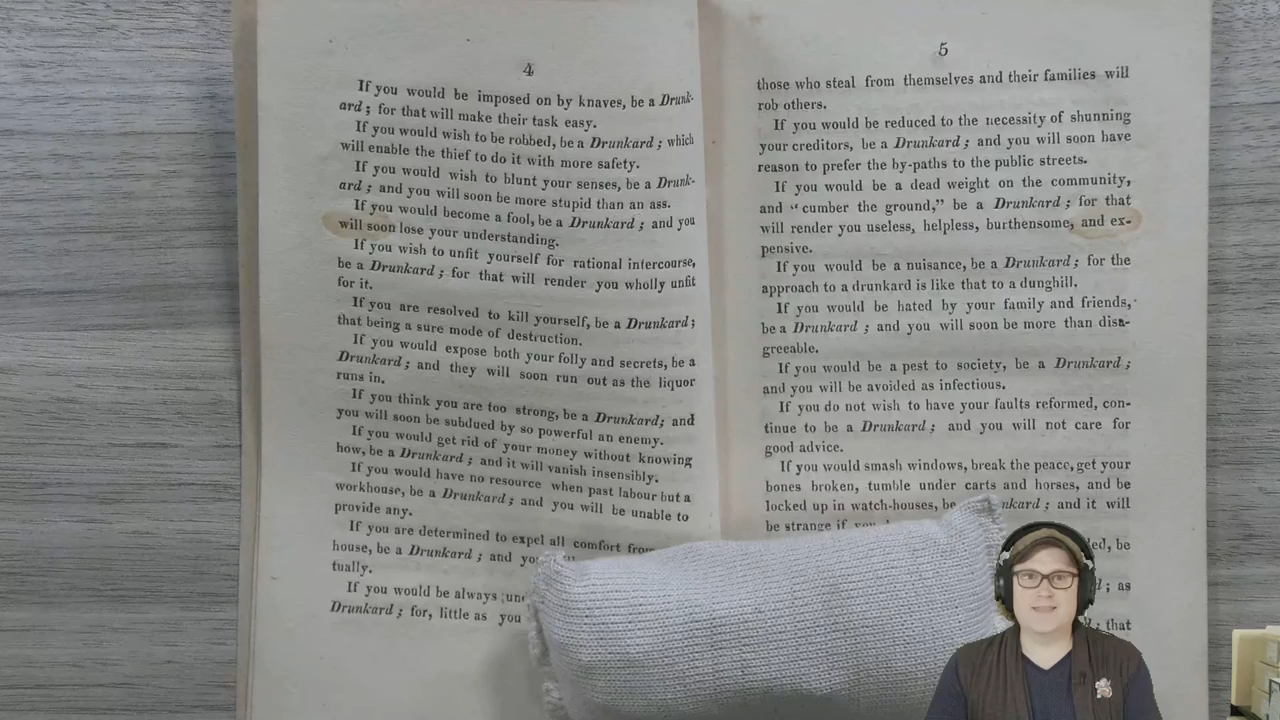 4
If you would be imposed on by knaves, be a Drunk-
ard; for that will make their task easy.
If you would wish to be robbed, be a Drunkard; which
will enable the thief to do it with more safety.
If you would wish to blunt your senses, be a Drunk-
ard; and you will soon be more stupid than an ass.
If you would become a fool, be a Drunkard; and you
will soon lose your understanding.
If you wish to unfit yourself for rational intercourse,
be a Drunkard; for that will render you wholly unfit
for it.
If you are resolved to kill yourself, be a Drunkard;
that being a sure mode of destruction.
If you would expose both your folly and secrets, be a
Drunkard; and they will soon run out as the liquor
runs in.
If you think you are too strong, be a Drunkard; and
you will soon be subdued by so powerful an enemy.
If you would get rid of your money without knowing
how, be a Drunkard; and it will vanish insensibly.
If you would have no resource when past labour but a
workhouse, be a Drunkard; and you will be unable to
provide any.
If you are determined to expel all comfort from
house, be a Drunkard; and
tually.
If you would be always
Drunkard; for, little as you
5
those who steal from themselves and their families will
rob others.
If you would be reduced to the necessity of shunning
your creditors, be a Drunkard; and you will soon have
reason to prefer the by-paths to the public streets.
If you would be a dead weight on the community,
and "cumber the ground," be a Drunkard; for that
will render you useless, helpless, burthensome, and ex-
pensive.
If you would be a nuisance, be a Drunkard; for the
approach to a drunkard is like that to a dunghill.
If you would be hated by your family and friends,
be a Drunkard; and you will soon be more than disa-
greeable.
If you would be a pest to society, be a Drunkard;
and you will be avoided as infectious.
If you do not wish to have your faults reformed, con-
tinue to be a Drunkard; and you will not care for
good advice.
If you would smash windows, break the peace, get your
bones broken, tumble under carts and horses, and be
locked up in watch-houses, be nkard; and it will
be strange if
be
; as
that